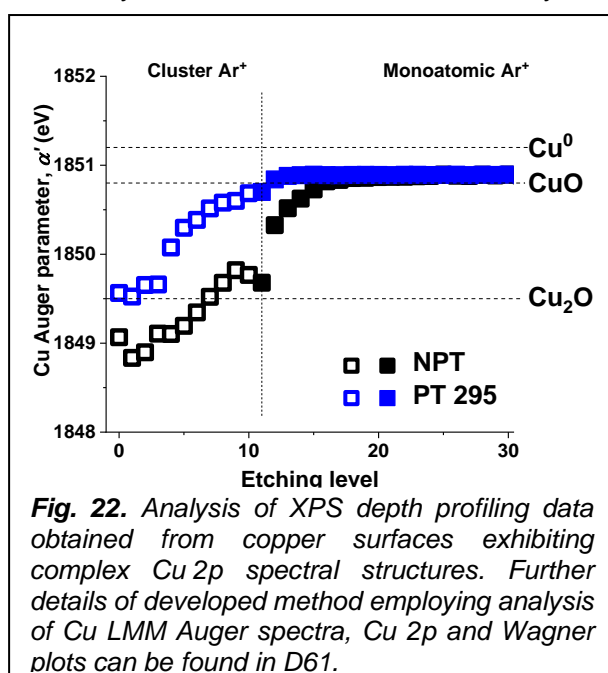 Cluster Ar⁺ Monoatomic Ar⁺
1852
1851
1850
1849
1848
Cu Auger parameter, α' (eV)
Cu⁰
CuO
Cu₂O
NPT
PT 295
0 10 20 30
Etching level
Fig. 22. Analysis of XPS depth profiling data
obtained from copper surfaces exhibiting
complex Cu 2p spectral structures. Further
details of developed method employing analysis
of Cu LMM Auger spectra, Cu 2p and Wagner
plots can be found in D61.